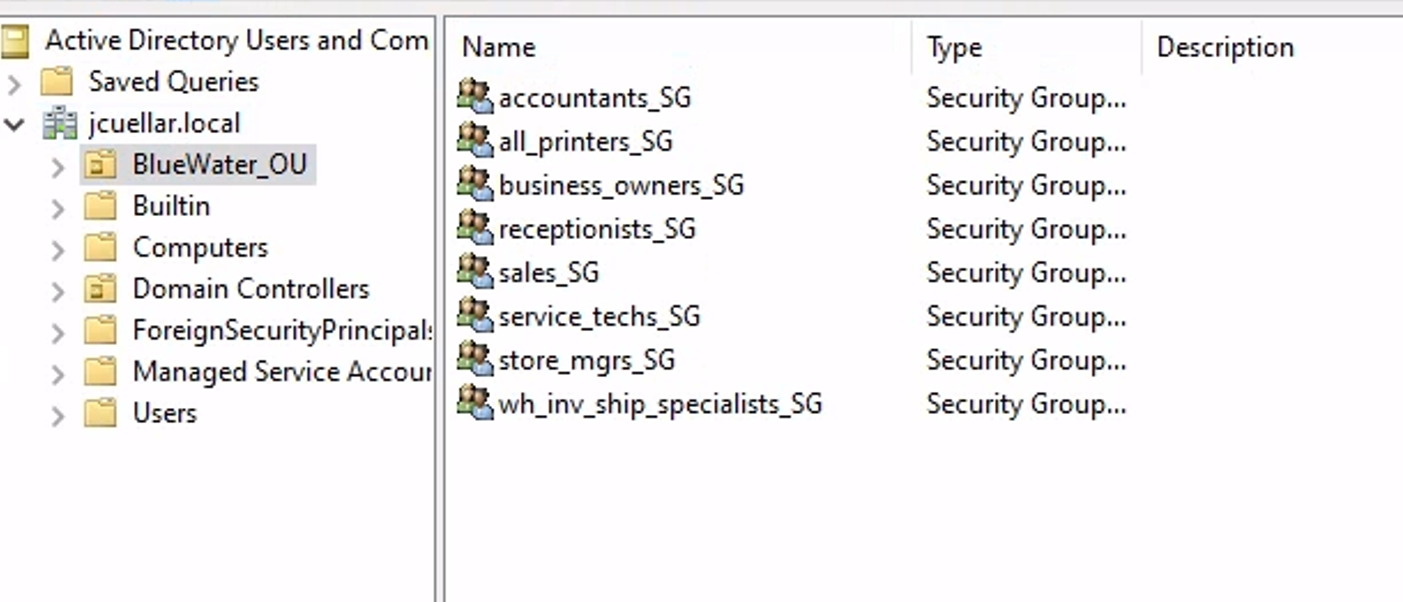 Active Directory Users and Com
Saved Queries
jcuellar.local
BlueWater_OU
Builtin
Computers
Domain Controllers
ForeignSecurityPrincipals
Managed Service Accour
Users
Name Type Description
accountants_SG Security Group...
all_printers_SG Security Group...
business_owners_SG Security Group...
receptionists_SG Security Group...
sales_SG Security Group...
service_techs_SG Security Group...
store_mgrs_SG Security Group...
wh_inv_ship_specialists_SG Security Group...